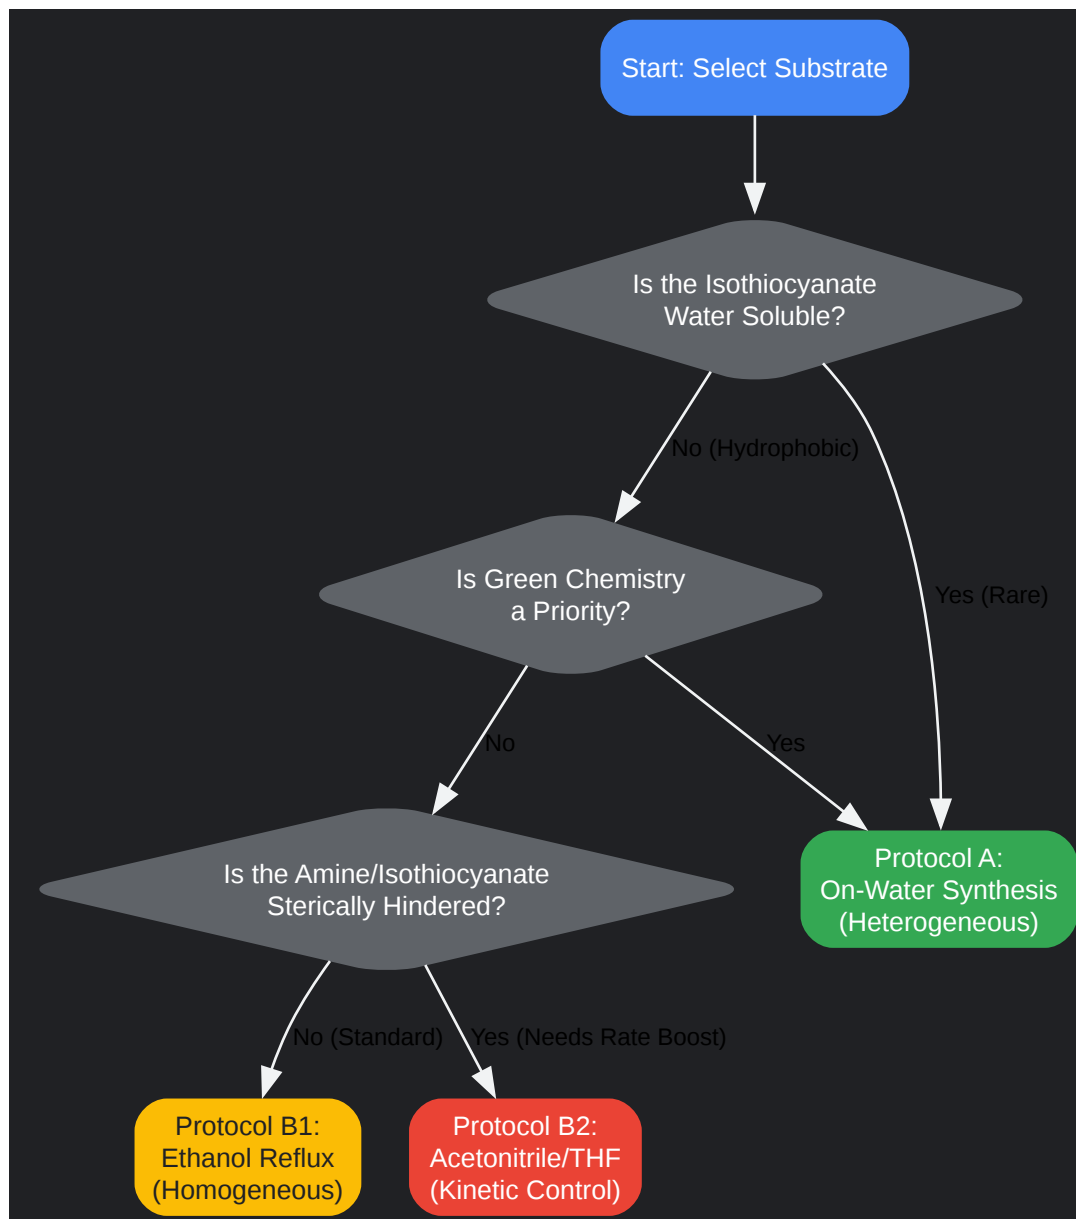 Start: Select Substrate
Is the Isothiocyanate
Water Soluble?
No (Hydrophobic)
Yes (Rare)
Is Green Chemistry
a Priority?
No
Yes
Is the Amine/Isothiocyanate
Sterically Hindered?
Protocol A:
On-Water Synthesis
(Heterogeneous)
No (Standard)
Yes (Needs Rate Boost)
Protocol B1:
Ethanol Reflux
(Homogeneous)
Protocol B2:
Acetonitrile/THF
(Kinetic Control)